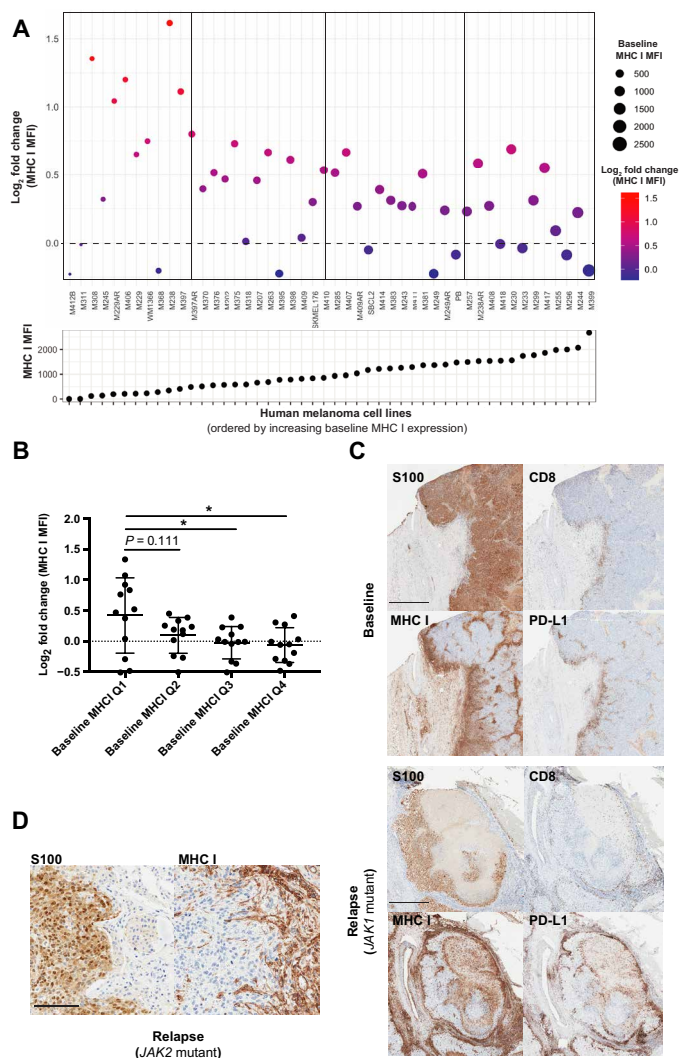 A
Log2 fold change
(MHC I MFI)
1.5
1.0
0.5
0.0
Baseline
MHC I MFI
500
1000
1500
2000
2500
Log2 fold change
(MHC I MFI)
1.5
1.0
0.5
0.0
M412B
M311
M308
M245
M229AR
M406
M229
WM1366
M368
M238
M397
M397AR
M370
M376
M375
M318
M207
M263
M395
M398
M409
SKMEL176
M410
M285
M407
M409AR
SBCL2
M414
M383
M243
M381
M249
M249AR
PB
M257
M238AR
M408
M418
M230
M233
M299
M417
M255
M296
M244
M399
MHC I MFI
2000
1000
0
Human melanoma cell lines
(ordered by increasing baseline MHC I expression)
B
Log2 fold change (MHC I MFI)
2.0
1.5
1.0
0.5
0.0
−0.5
*
*
P = 0.111
Baseline MHCI Q1
Baseline MHCI Q2
Baseline MHCI Q3
Baseline MHCI Q4
C
Baseline
S100
CD8
MHC I
PD-L1
Relapse
(JAK1 mutant)
S100
CD8
MHC I
PD-L1
D
S100
MHC I
Relapse
(JAK2 mutant)